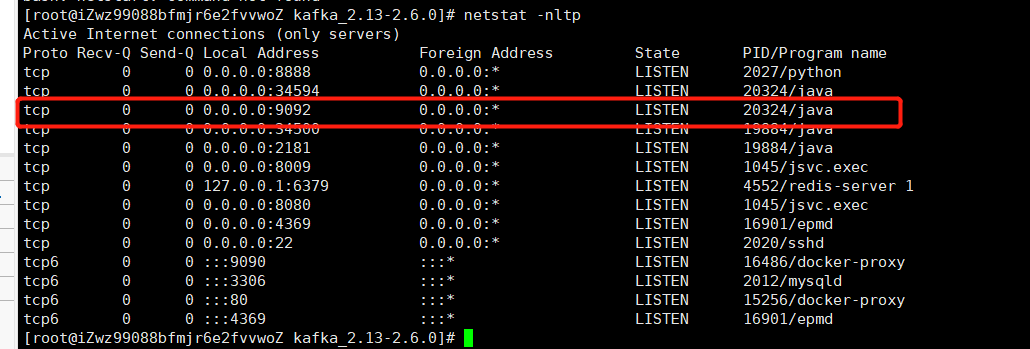 [root@iZwz99088bfmjr6e2fvvwoZ kafka_2.13-2.6.0]# netstat -nltp
Active Internet connections (only servers)
Proto Recv-Q Send-Q Local Address Foreign Address State PID/Program name
tcp 0 0 0.0.0.0:8888 0.0.0.0:* LISTEN 2027/python
tcp 0 0 0.0.0.0:34594 0.0.0.0:* LISTEN 20324/java
tcp 0 0 0.0.0.0:9092 0.0.0.0:* LISTEN 20324/java
tcp 0 0 0.0.0.0:34500 0.0.0.0:* LISTEN 19884/java
tcp 0 0 0.0.0.0:2181 0.0.0.0:* LISTEN 19884/java
tcp 0 0 0.0.0.0:8009 0.0.0.0:* LISTEN 1045/jsvc.exec
tcp 0 0 127.0.0.1:6379 0.0.0.0:* LISTEN 4552/redis-server 1
tcp 0 0 0.0.0.0:8080 0.0.0.0:* LISTEN 1045/jsvc.exec
tcp 0 0 0.0.0.0:4369 0.0.0.0:* LISTEN 16901/epmd
tcp 0 0 0.0.0.0:22 0.0.0.0:* LISTEN 2020/sshd
tcp6 0 0 :::9090 :::* LISTEN 16486/docker-proxy
tcp6 0 0 :::3306 :::* LISTEN 2012/mysqld
tcp6 0 0 :::80 :::* LISTEN 15256/docker-proxy
tcp6 0 0 :::4369 :::* LISTEN 16901/epmd
[root@iZwz99088bfmjr6e2fvvwoZ kafka_2.13-2.6.0]#